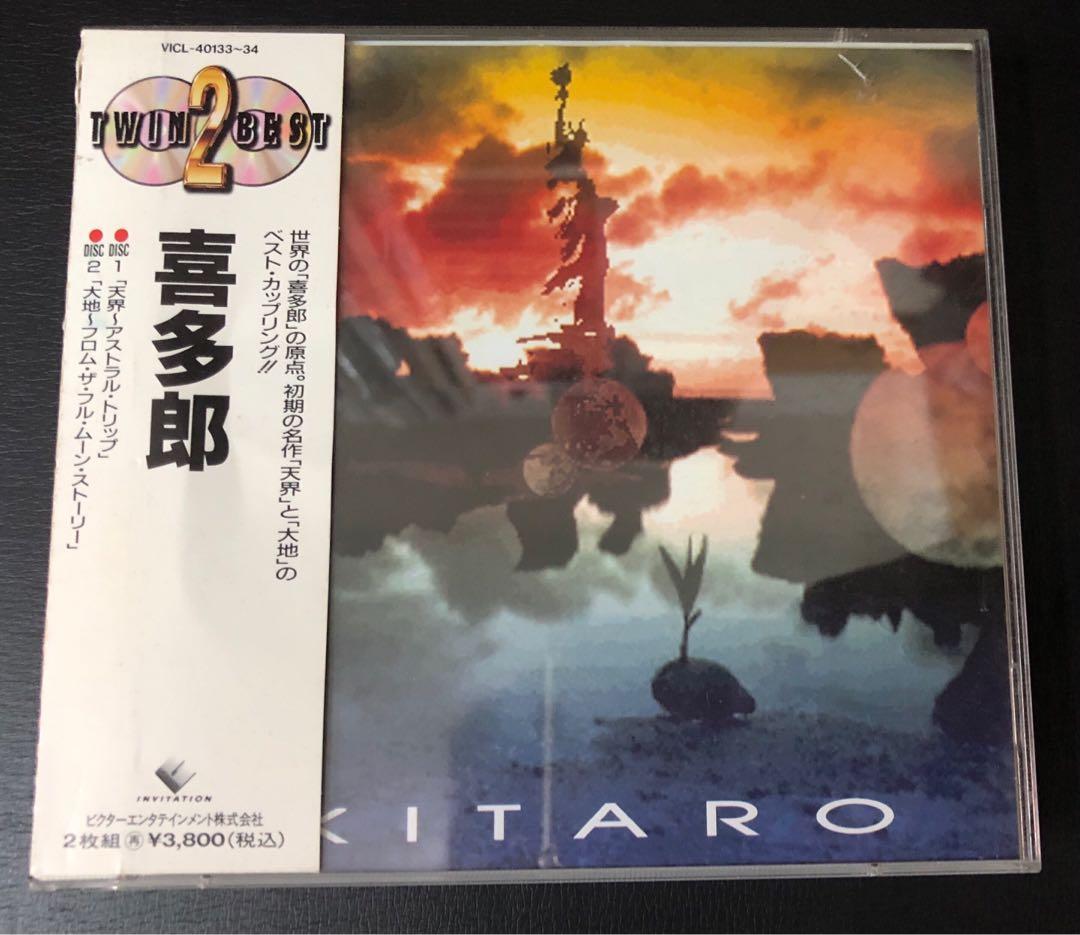 VICL-40133~34
TWIN 2 BEST
世界の「喜多郎」の原点。初期の名作「天界」と「大地」の
ベスト・カップリング!!
喜多郎
DISC 1 「天界~アストラル・トリップ」
DISC 2 「大地~フロム・ザ・フル・ムーン・ストーリー」
INVITATION
ビクターエンタテインメント株式会社
2枚組 再 ¥3,800(税込)
KITARO